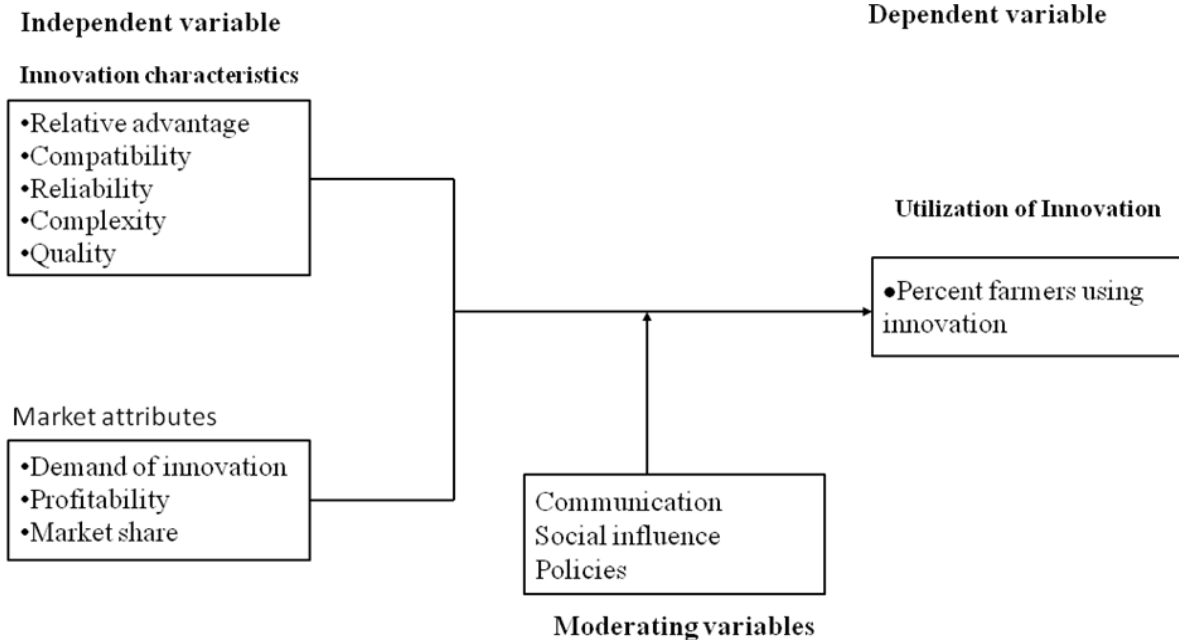 Independent variable
Dependent variable
Innovation characteristics
•Relative advantage
•Compatibility
•Reliability
•Complexity
•Quality
Utilization of Innovation
●Percent farmers using
innovation
Market attributes
•Demand of innovation
•Profitability
•Market share
Communication
Social influence
Policies
Moderating variables